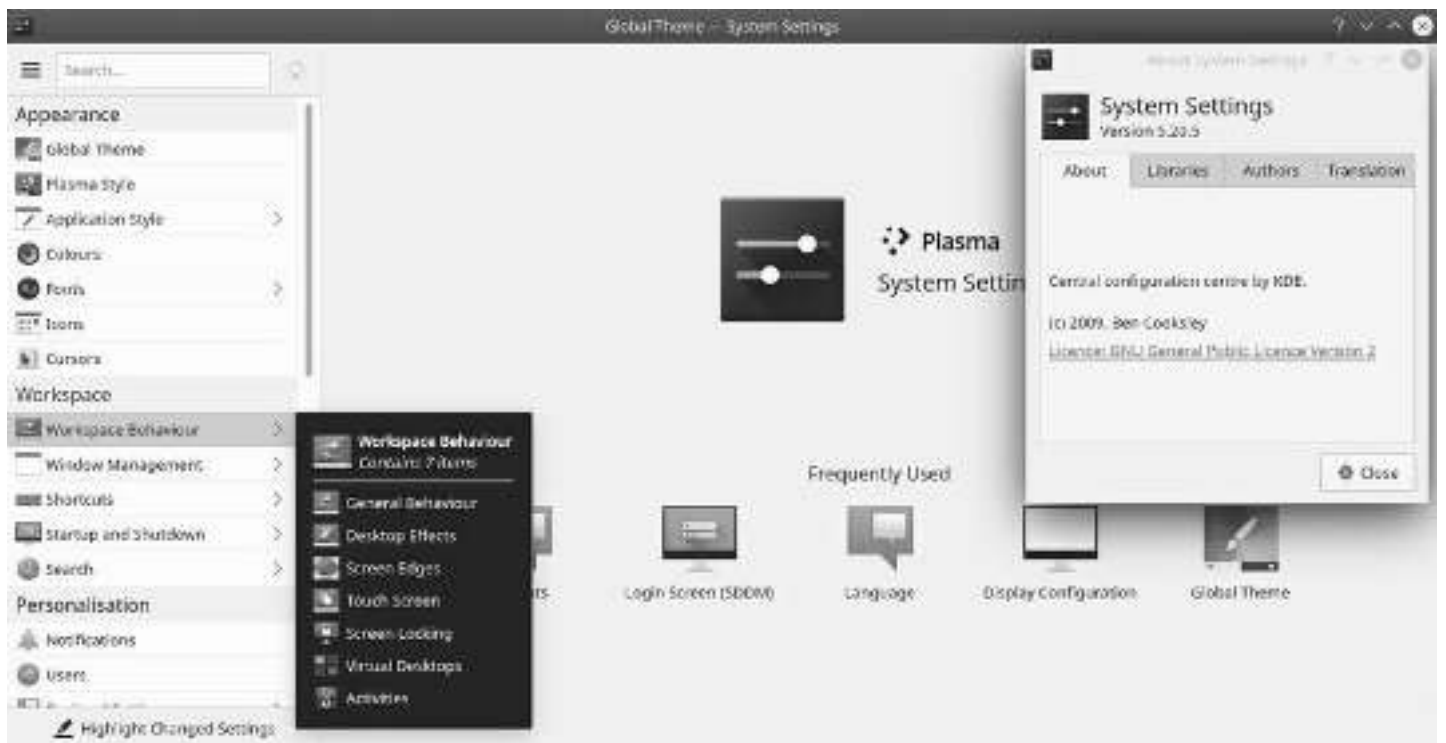 Global Theme — System Settings
Search...
Appearance
Global Theme
Plasma Style
Application Style
Colours
Fonts
Icons
Cursors
Workspace
Workspace Behaviour
Window Management
Shortcuts
Startup and Shutdown
Search
Personalisation
Notifications
Users
Highlight Changed Settings
Workspace Behaviour
Contains 7 items
General Behaviour
Desktop Effects
Screen Edges
Touch Screen
Screen Locking
Virtual Desktops
Activities
Plasma
System Settin
Frequently Used
Login Screen (SDDM)
Language
Display Configuration
Global Theme
About System Settings
System Settings
Version 5.20.5
About
Libraries
Authors
Translation
Central configuration centre by KDE.
(c) 2009, Ben Cooksley
Licence: GNU General Public Licence Version 2
Close